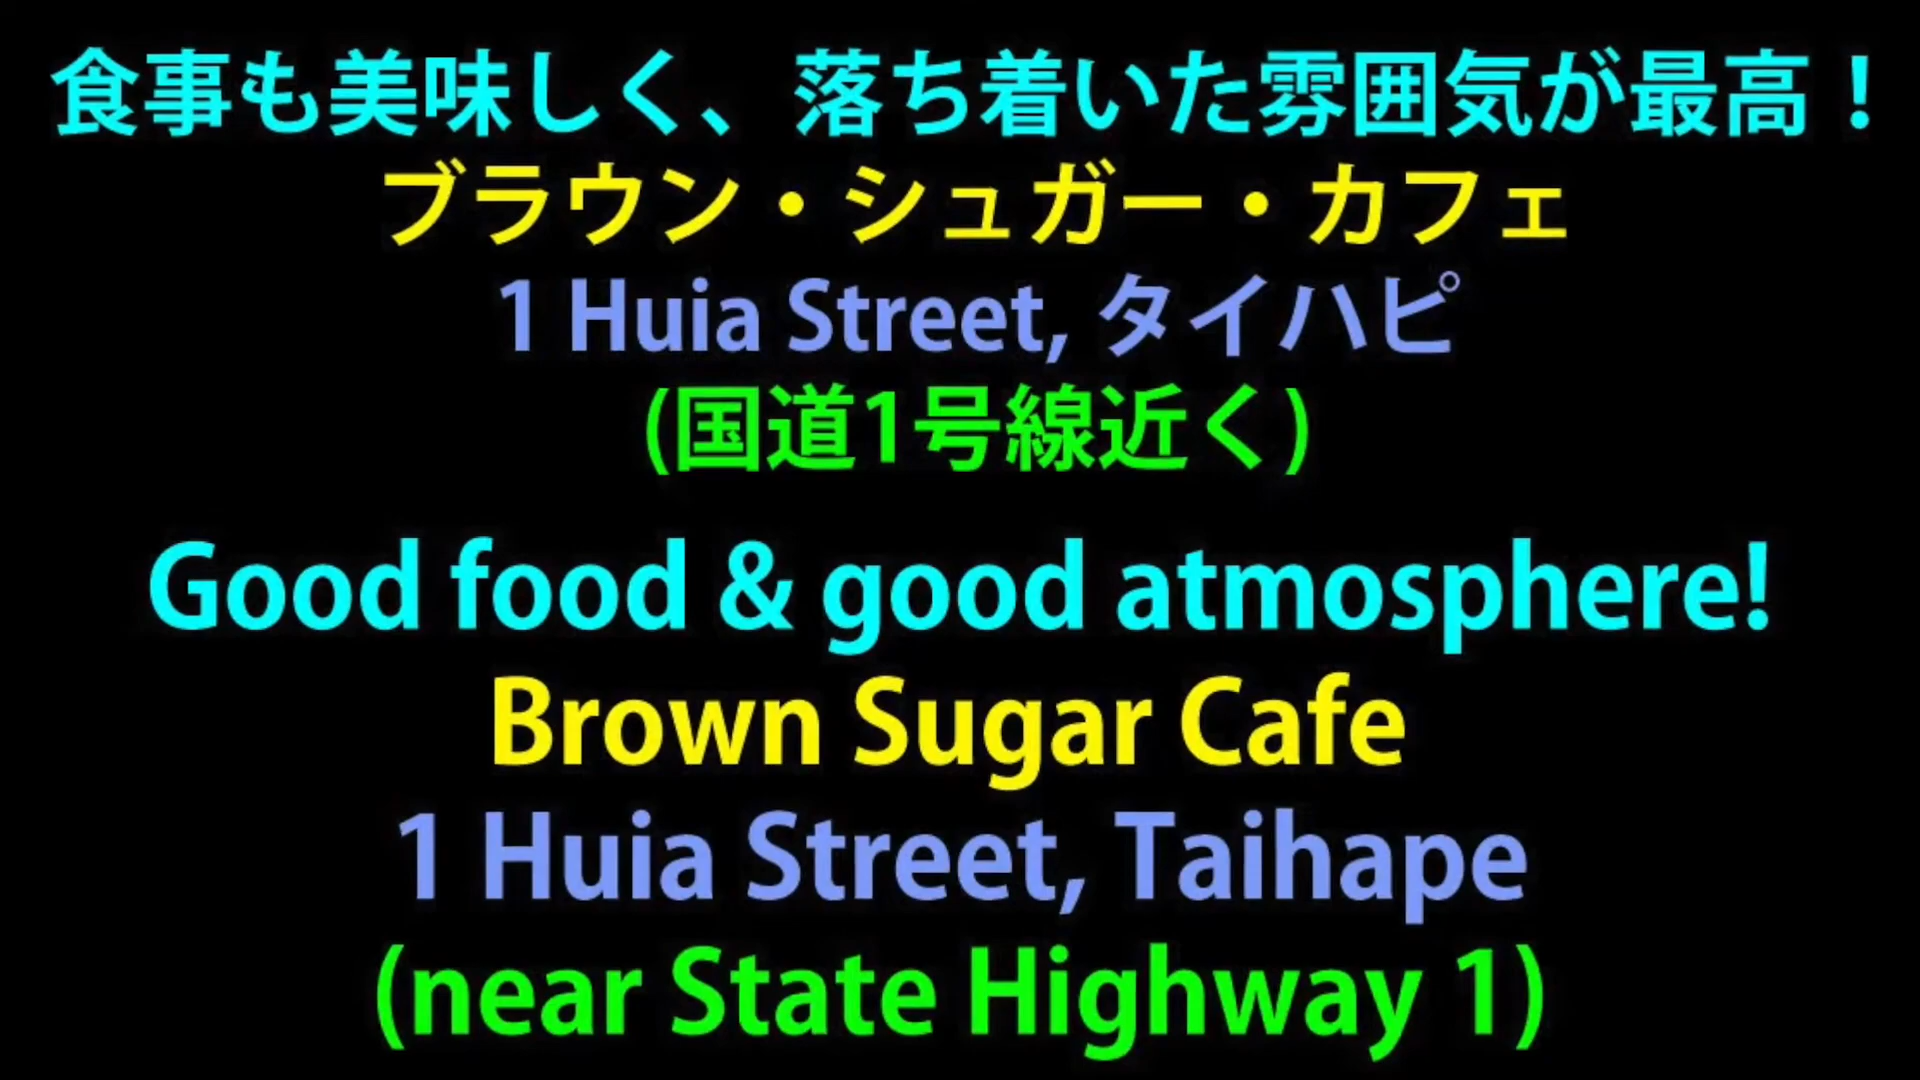 食事も美味しく、落ち着いた雰囲気が最高！
ブラウン・シュガー・カフェ
1 Huia Street, タイハピ
(国道1号線近く)
Good food & good atmosphere!
Brown Sugar Cafe
1 Huia Street, Taihape
(near State Highway 1)